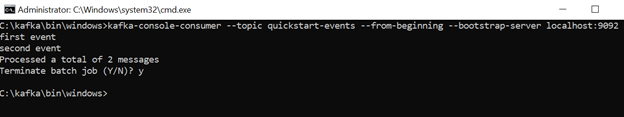 Administrator: C:\Windows\system32\cmd.exe
C:\kafka\bin\windows>kafka-console-consumer --topic quickstart-events --from-beginning --bootstrap-server localhost:9092
first event
second event
Processed a total of 2 messages
Terminate batch job (Y/N)? y
C:\kafka\bin\windows>